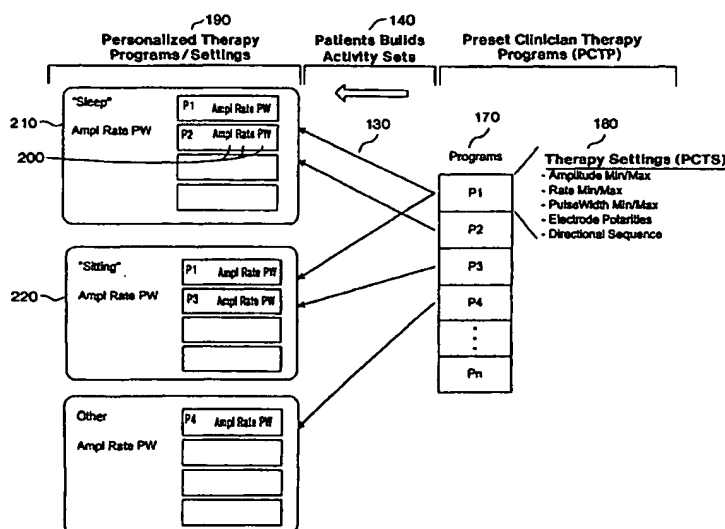 190
140
Personalized Therapy
Programs/Settings
Patients Builds
Activity Sets
Preset Clinician Therapy
Programs (PCTP)
210
"Sleep"
Ampl Rate PW
P1 Ampl Rate PW
P2 Ampl Rate PW
200
130
170
Programs
180
Therapy Settings (PCTS)
- Amplitude Min/Max
- Rate Min/Max
- PulseWidth Min/Max
- Electrode Polarities
- Directional Sequence
P1
P2
P3
P4
Pn
220
"Sitting"
Ampl Rate PW
P1 Ampl Rate PW
P3 Ampl Rate PW
Other
Ampl Rate PW
P4 Ampl Rate PW